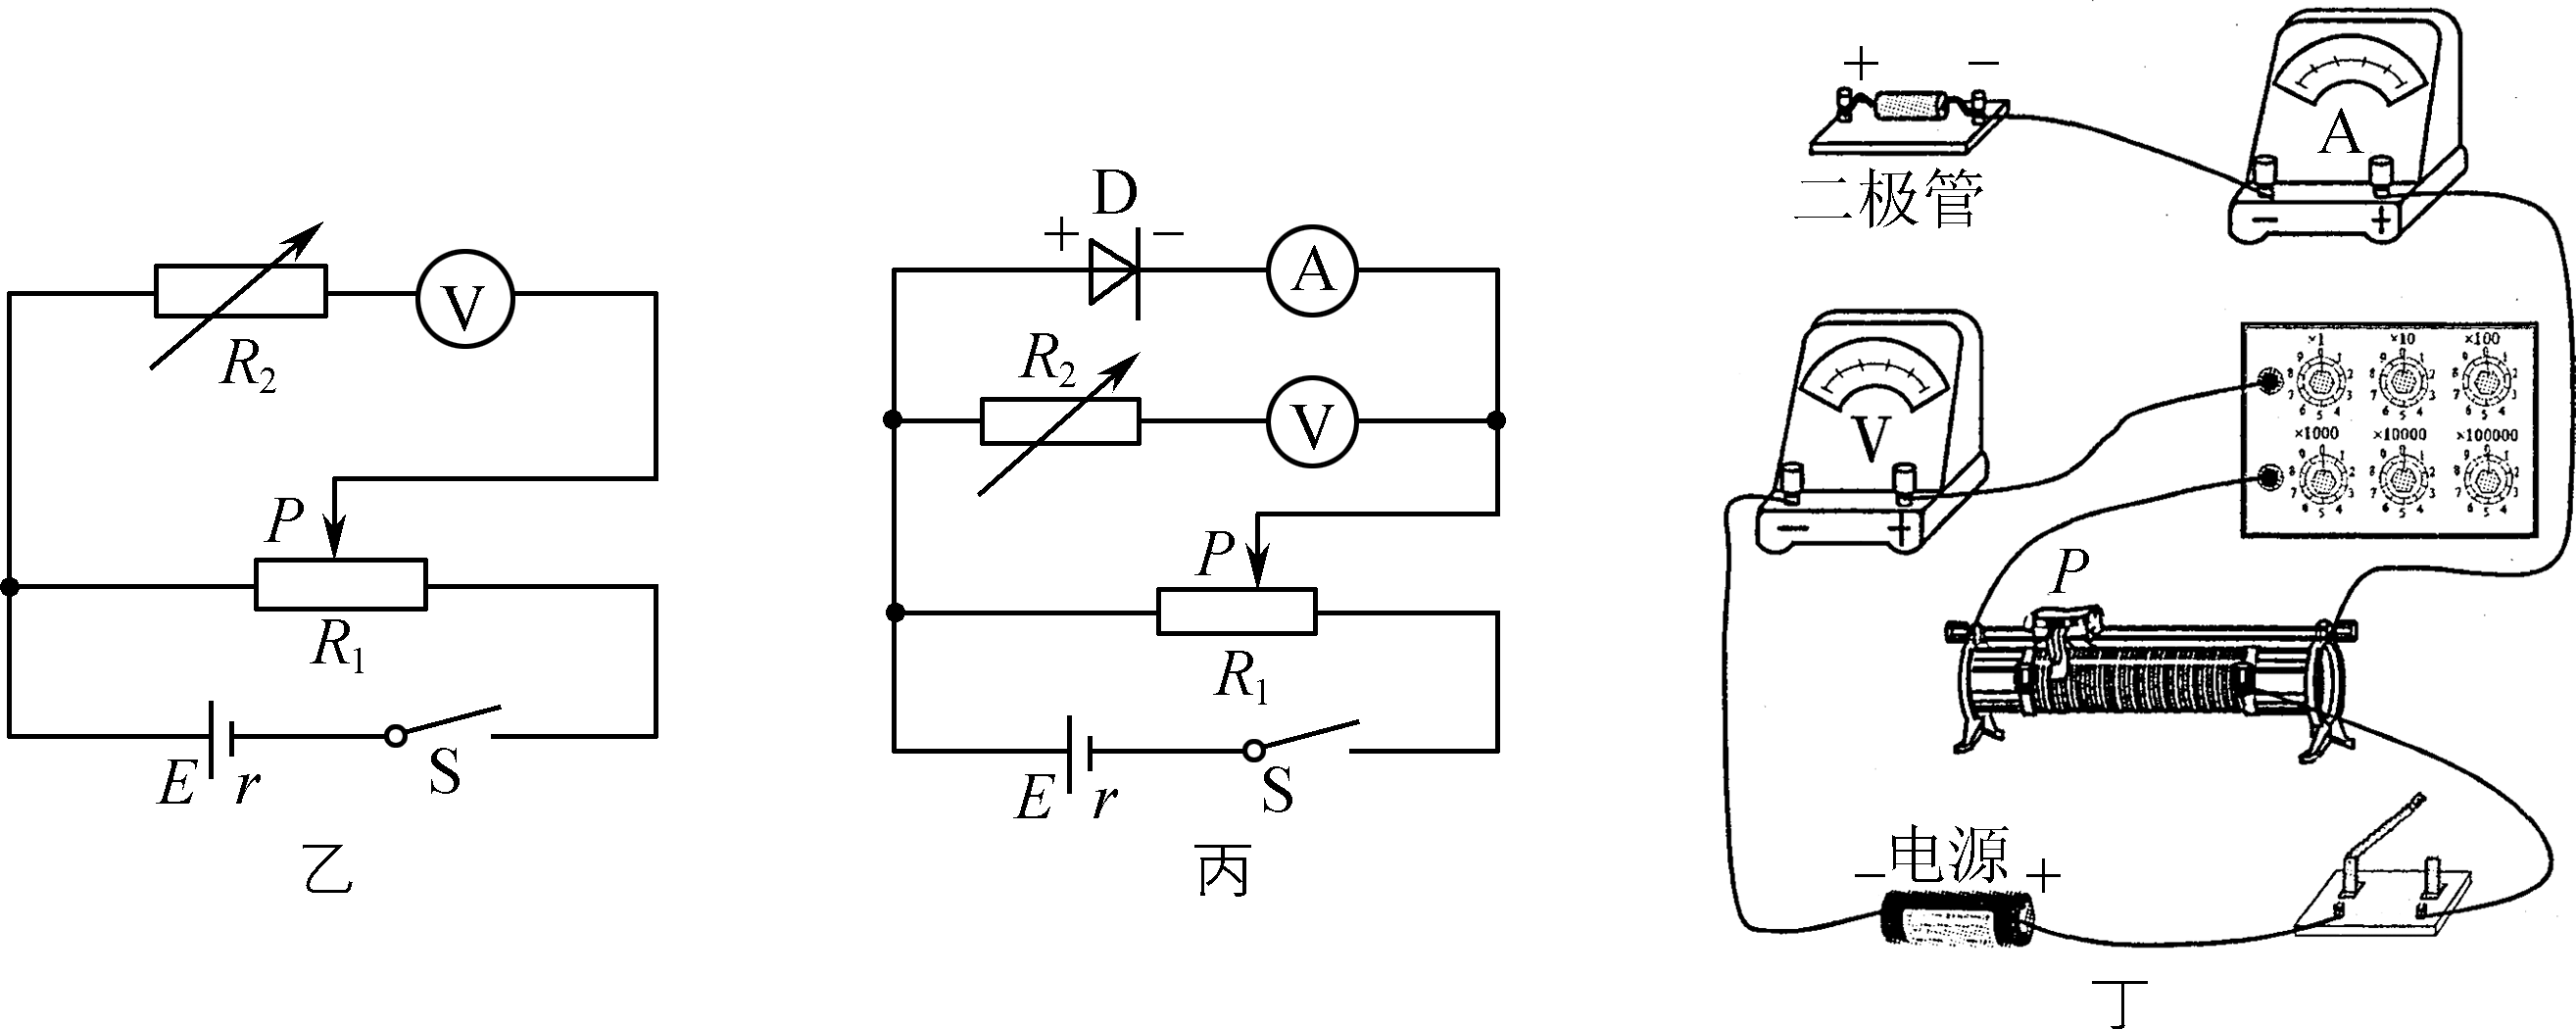 R₂
V
P
R₁
E r S
乙
D
+ −
A
R₂
V
P
R₁
E r S
丙
+ −
二极管
A
− +
V
− +
×1 ×10 ×100
×1000 ×10000 ×100000
P
− 电源 +
丁